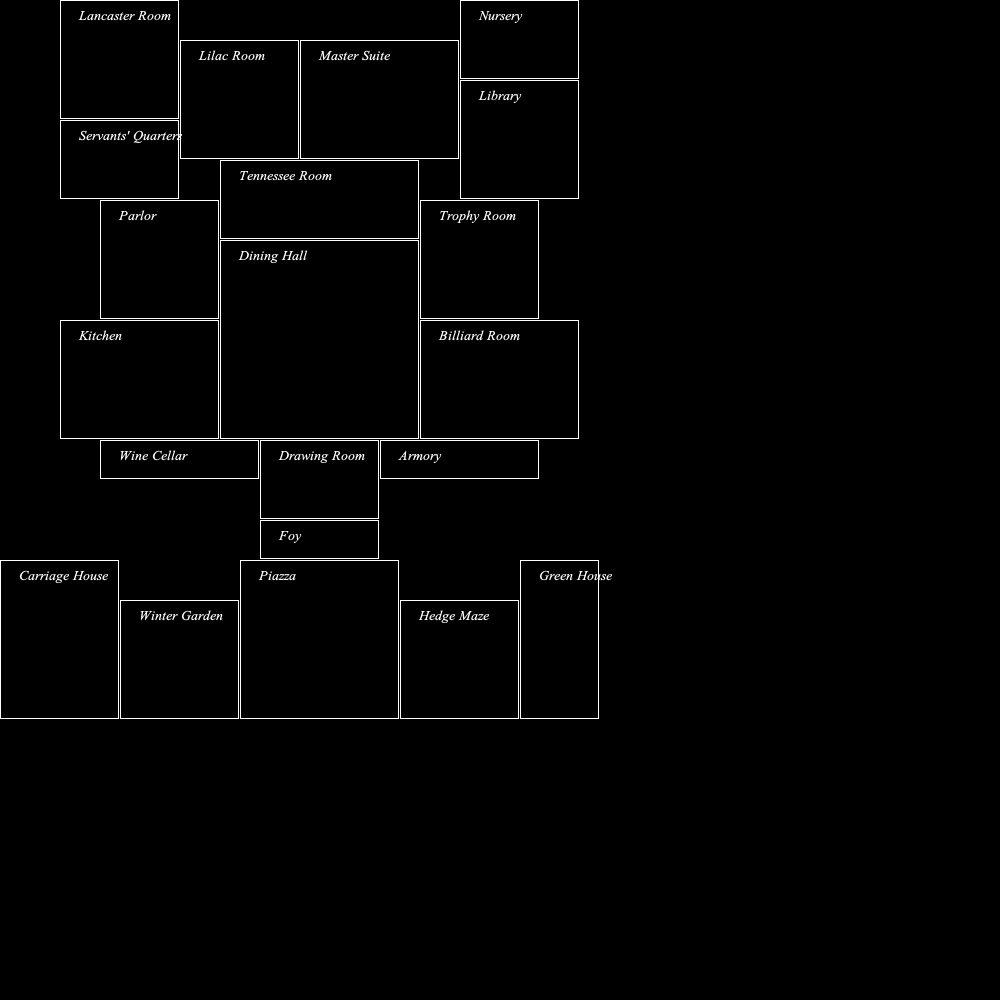 Lancaster Room
Nursery
Lilac Room
Master Suite
Library
Servants' Quarters
Tennessee Room
Parlor
Trophy Room
Dining Hall
Kitchen
Billiard Room
Wine Cellar
Drawing Room
Armory
Foy
Carriage House
Piazza
Green House
Winter Garden
Hedge Maze